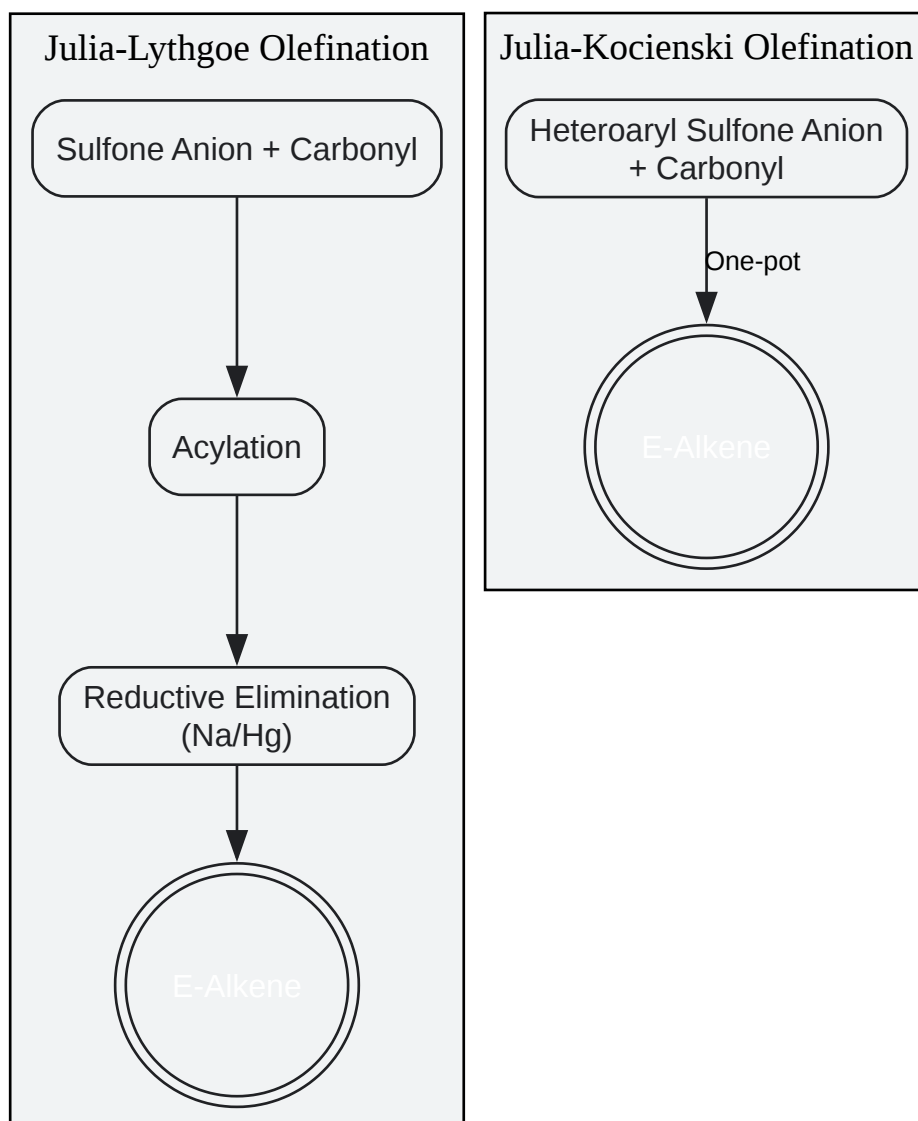 Julia-Lythgoe Olefination
Sulfone Anion + Carbonyl
Acylation
Reductive Elimination
(Na/Hg)
E-Alkene
Julia-Kocienski Olefination
Heteroaryl Sulfone Anion
+ Carbonyl
One-pot
E-Alkene